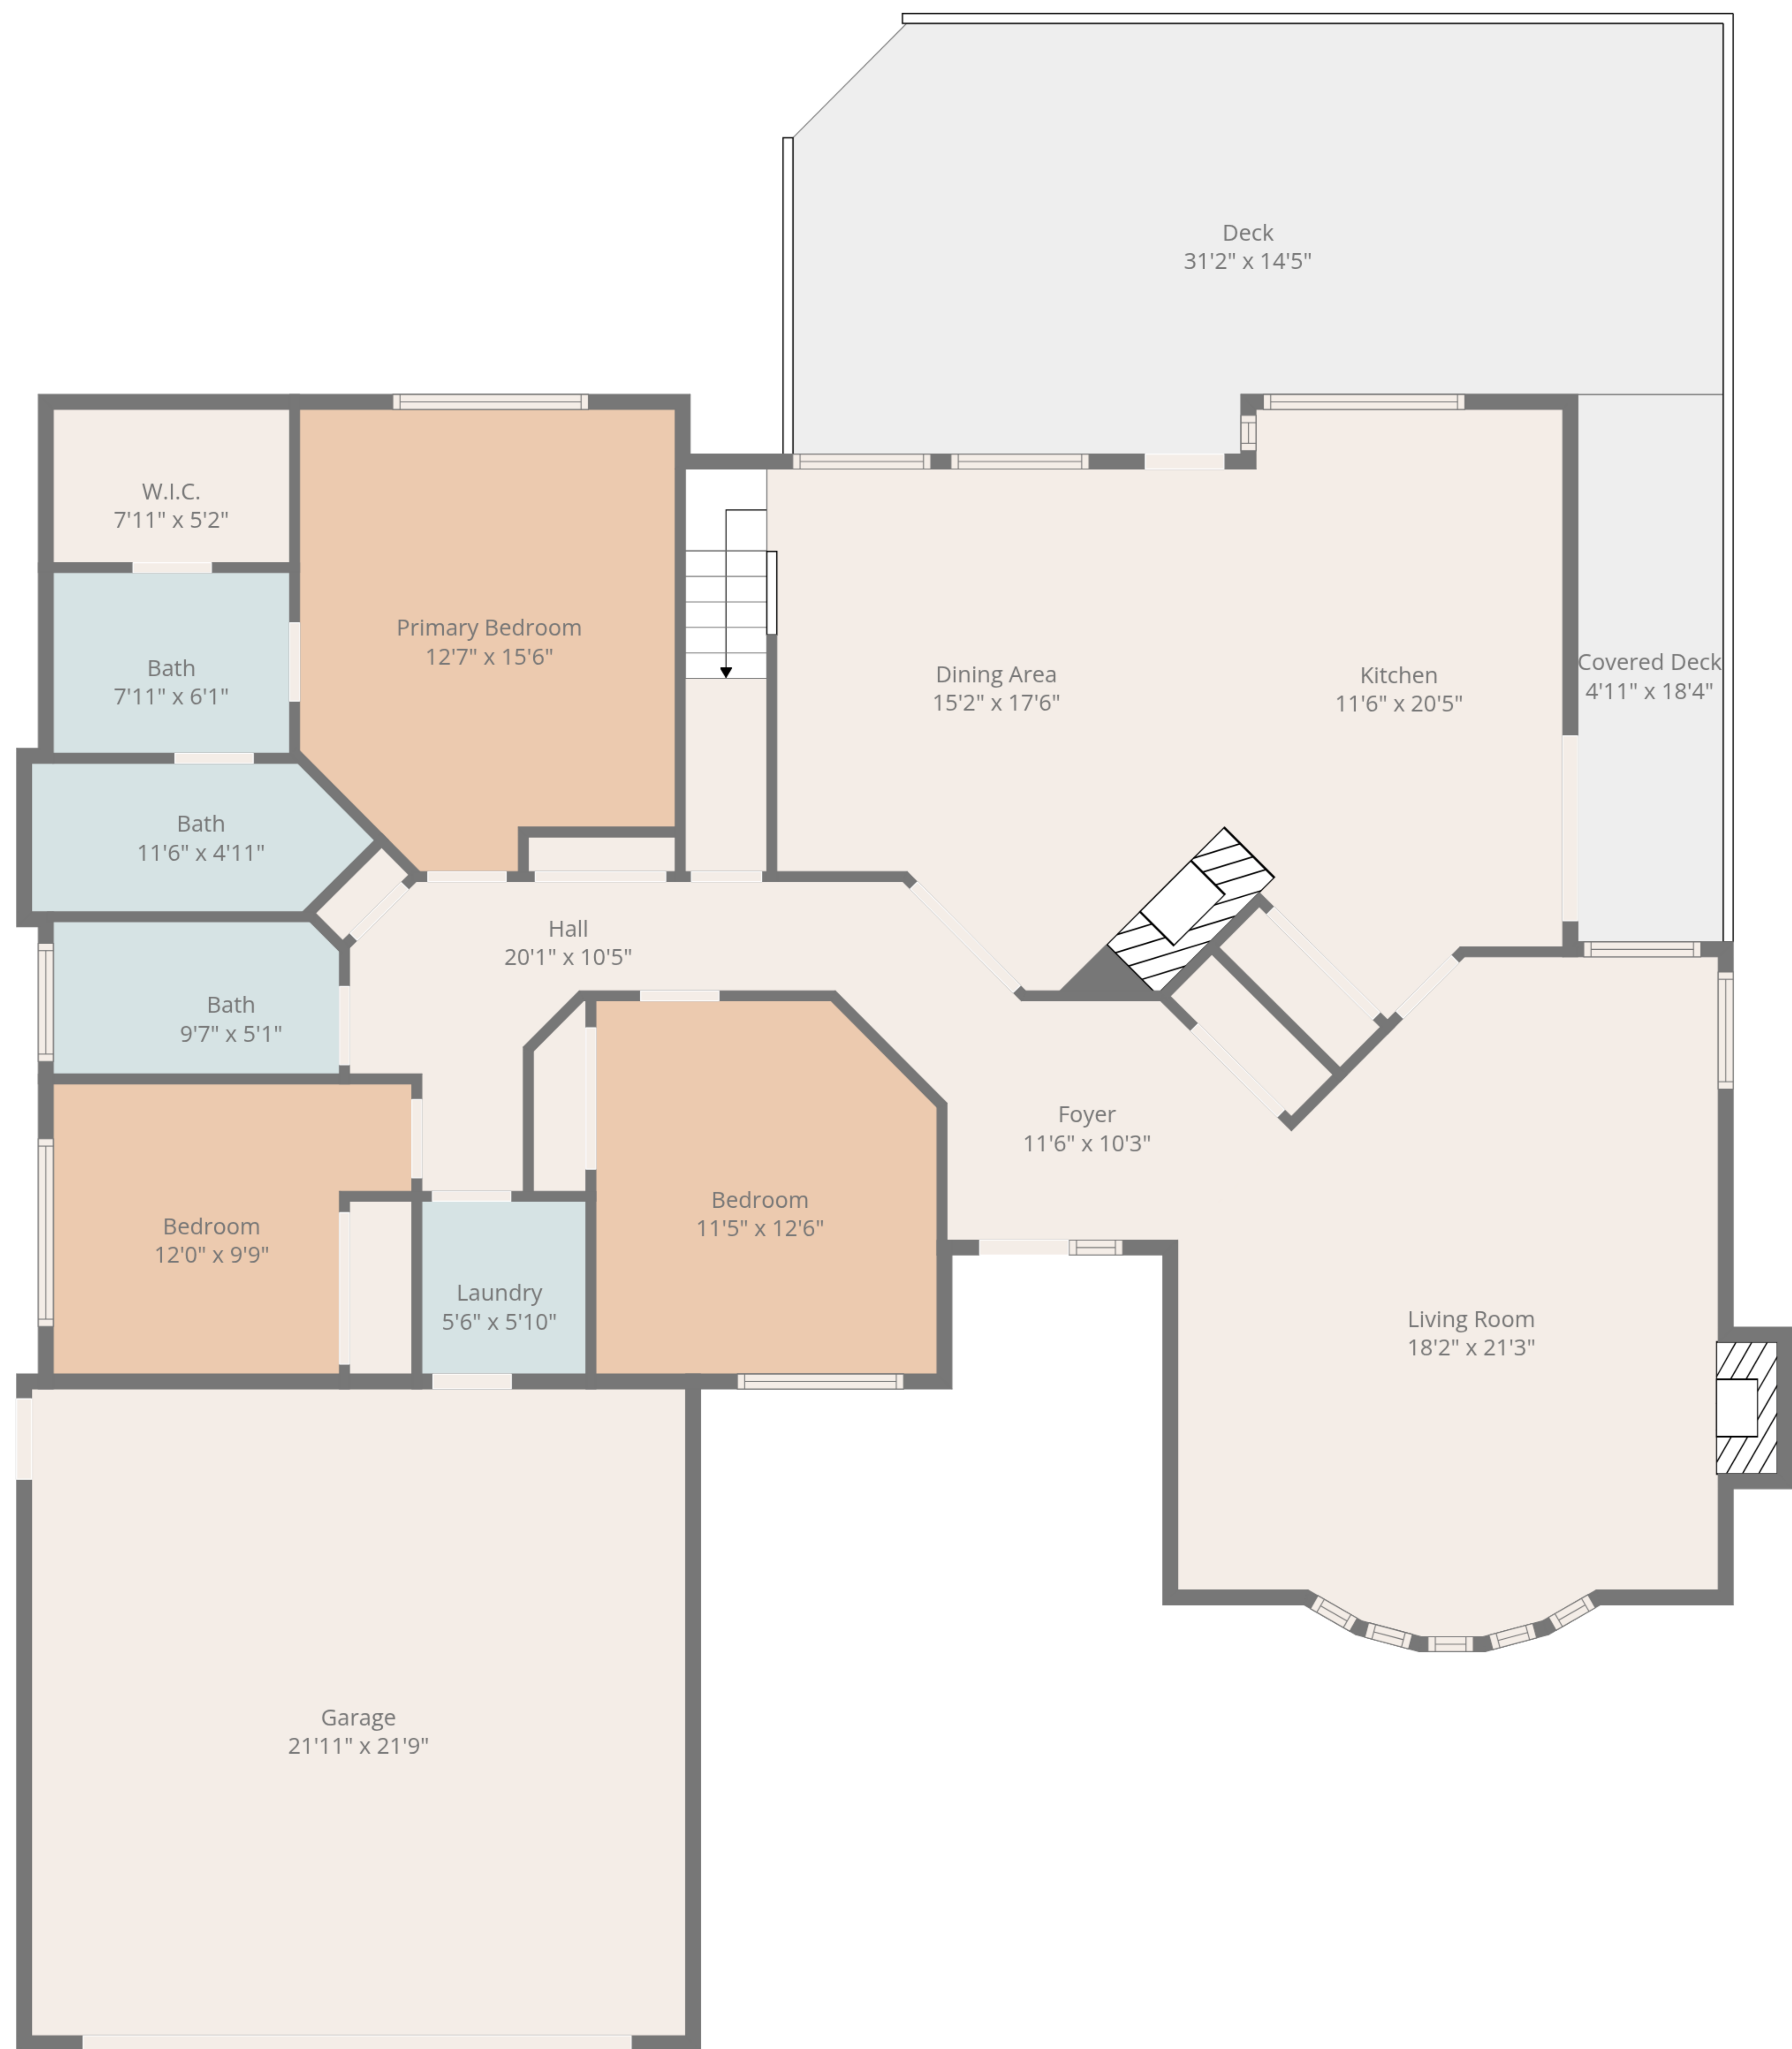 Deck
31'2" x 14'5"
W.I.C.
7'11" x 5'2"
Primary Bedroom
12'7" x 15'6"
Bath
7'11" x 6'1"
Dining Area
15'2" x 17'6"
Kitchen
11'6" x 20'5"
Covered Deck
4'11" x 18'4"
Bath
11'6" x 4'11"
Hall
20'1" x 10'5"
Bath
9'7" x 5'1"
Foyer
11'6" x 10'3"
Bedroom
11'5" x 12'6"
Bedroom
12'0" x 9'9"
Laundry
5'6" x 5'10"
Living Room
18'2" x 21'3"
Garage
21'11" x 21'9"